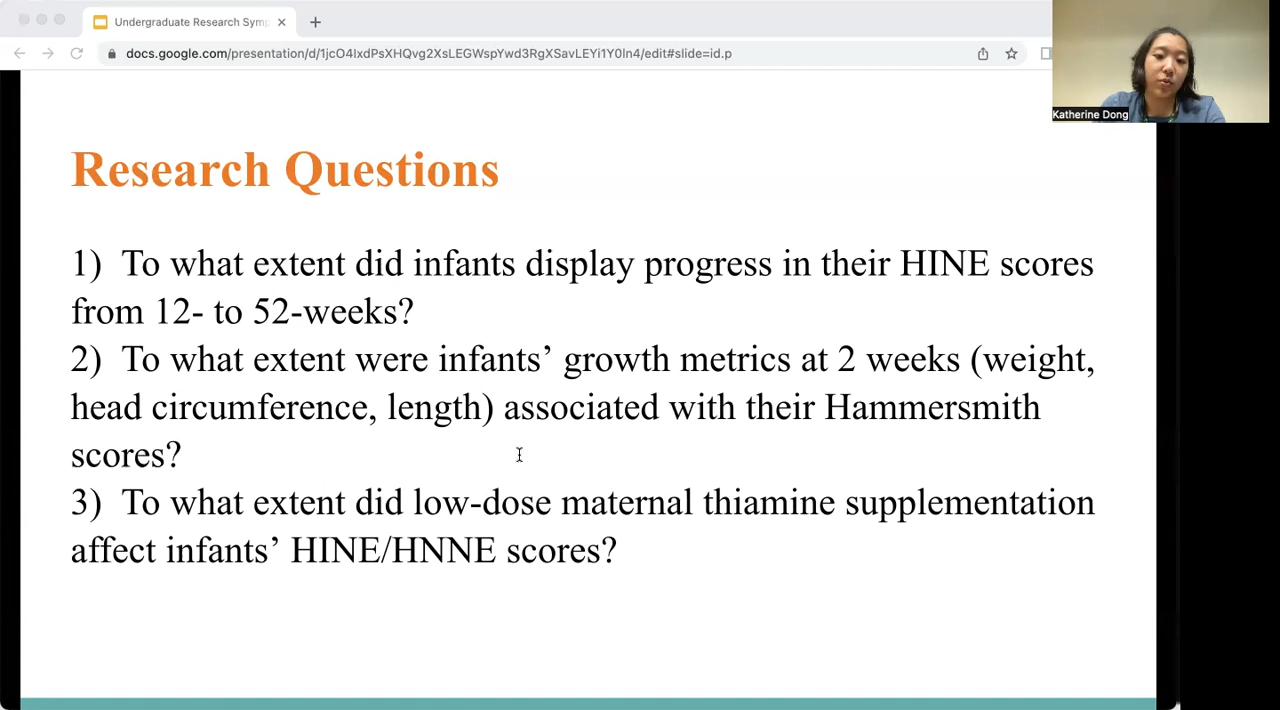 Undergraduate Research Symp
docs.google.com/presentation/d/1jcO4lxdPsXHQvg2XsLEGWspYwd3RgXSavLEYi1Y0ln4/edit#slide=id.p
Katherine Dong
Research Questions
1) To what extent did infants display progress in their HINE scores
from 12- to 52-weeks?
2) To what extent were infants’ growth metrics at 2 weeks (weight,
head circumference, length) associated with their Hammersmith
scores?
3) To what extent did low-dose maternal thiamine supplementation
affect infants’ HINE/HNNE scores?